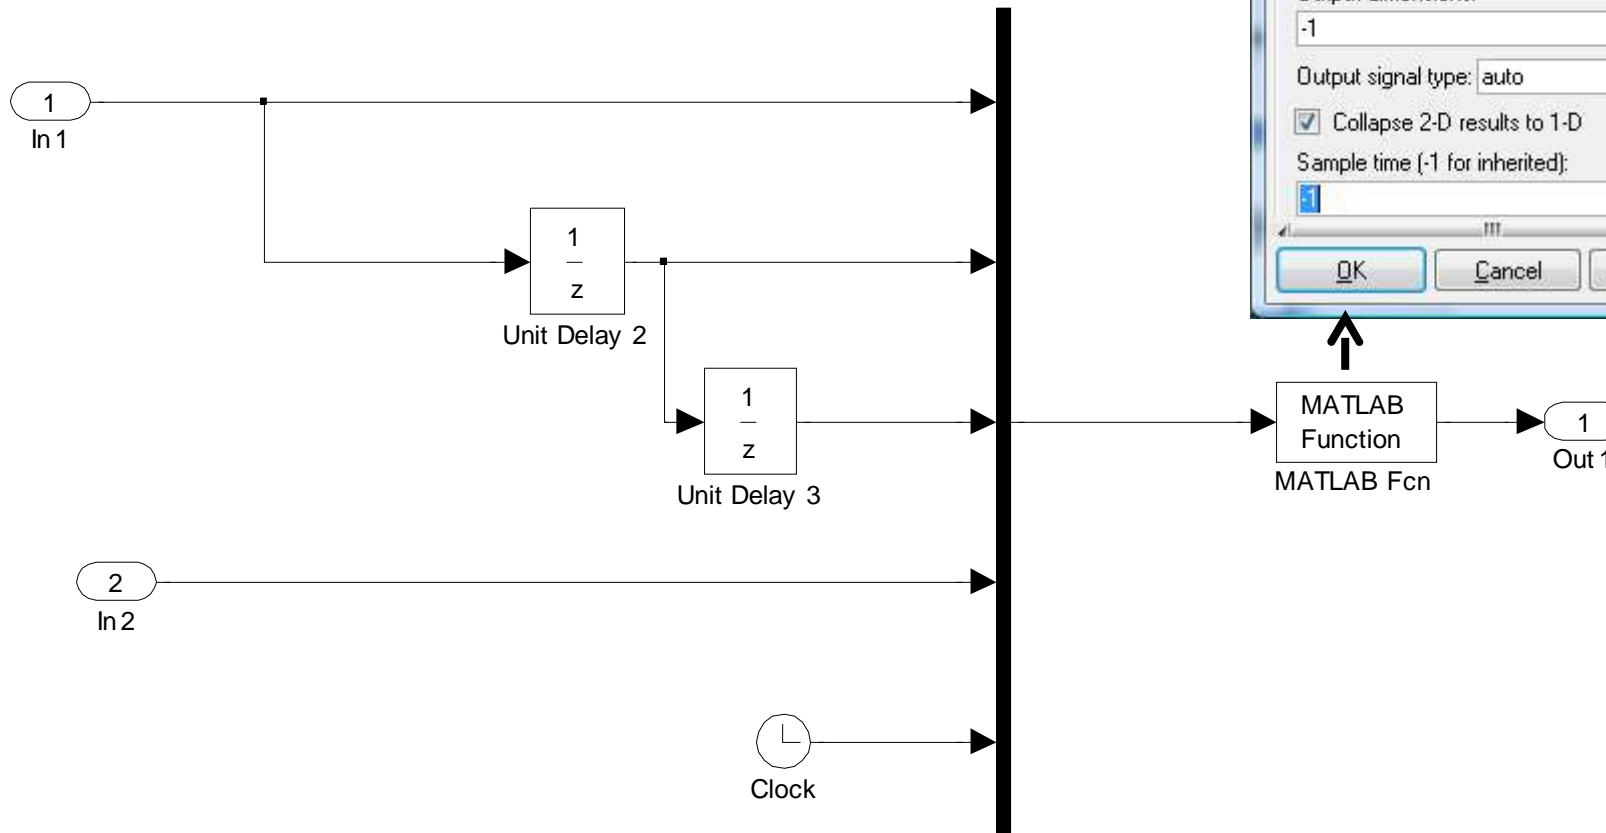 -1
Output signal type: auto
Collapse 2-D results to 1-D
Sample time (-1 for inherited):
-1
OK
Cancel
1
In 1
1
z
Unit Delay 2
1
z
Unit Delay 3
MATLAB
Function
MATLAB Fcn
1
Out 1
2
In 2
Clock